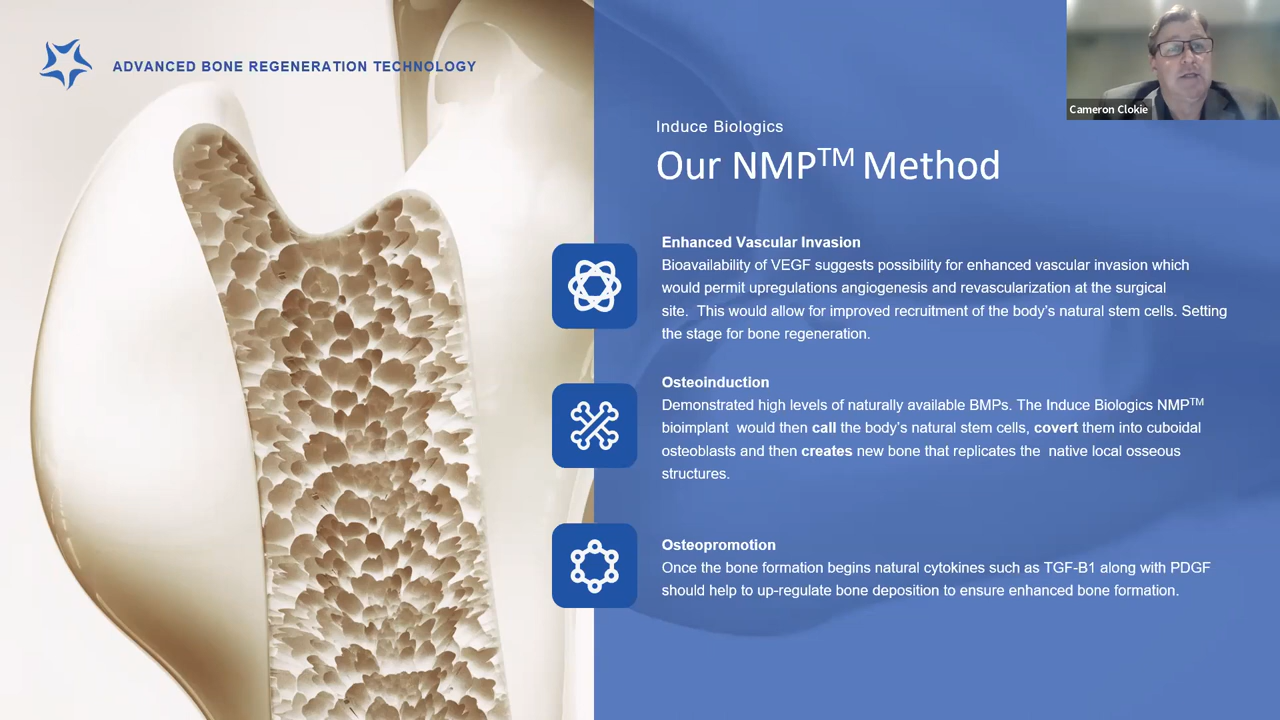 ADVANCED BONE REGENERATION TECHNOLOGY
Cameron Clokie
Induce Biologics
Our NMP™ Method
Enhanced Vascular Invasion
Bioavailability of VEGF suggests possibility for enhanced vascular invasion which
would permit upregulations angiogenesis and revascularization at the surgical
site.  This would allow for improved recruitment of the body's natural stem cells. Setting
the stage for bone regeneration.
Osteoinduction
Demonstrated high levels of naturally available BMPs. The Induce Biologics NMP™
bioimplant  would then call the body's natural stem cells, covert them into cuboidal
osteoblasts and then creates new bone that replicates the  native local osseous
structures.
Osteopromotion
Once the bone formation begins natural cytokines such as TGF-B1 along with PDGF
should help to up-regulate bone deposition to ensure enhanced bone formation.